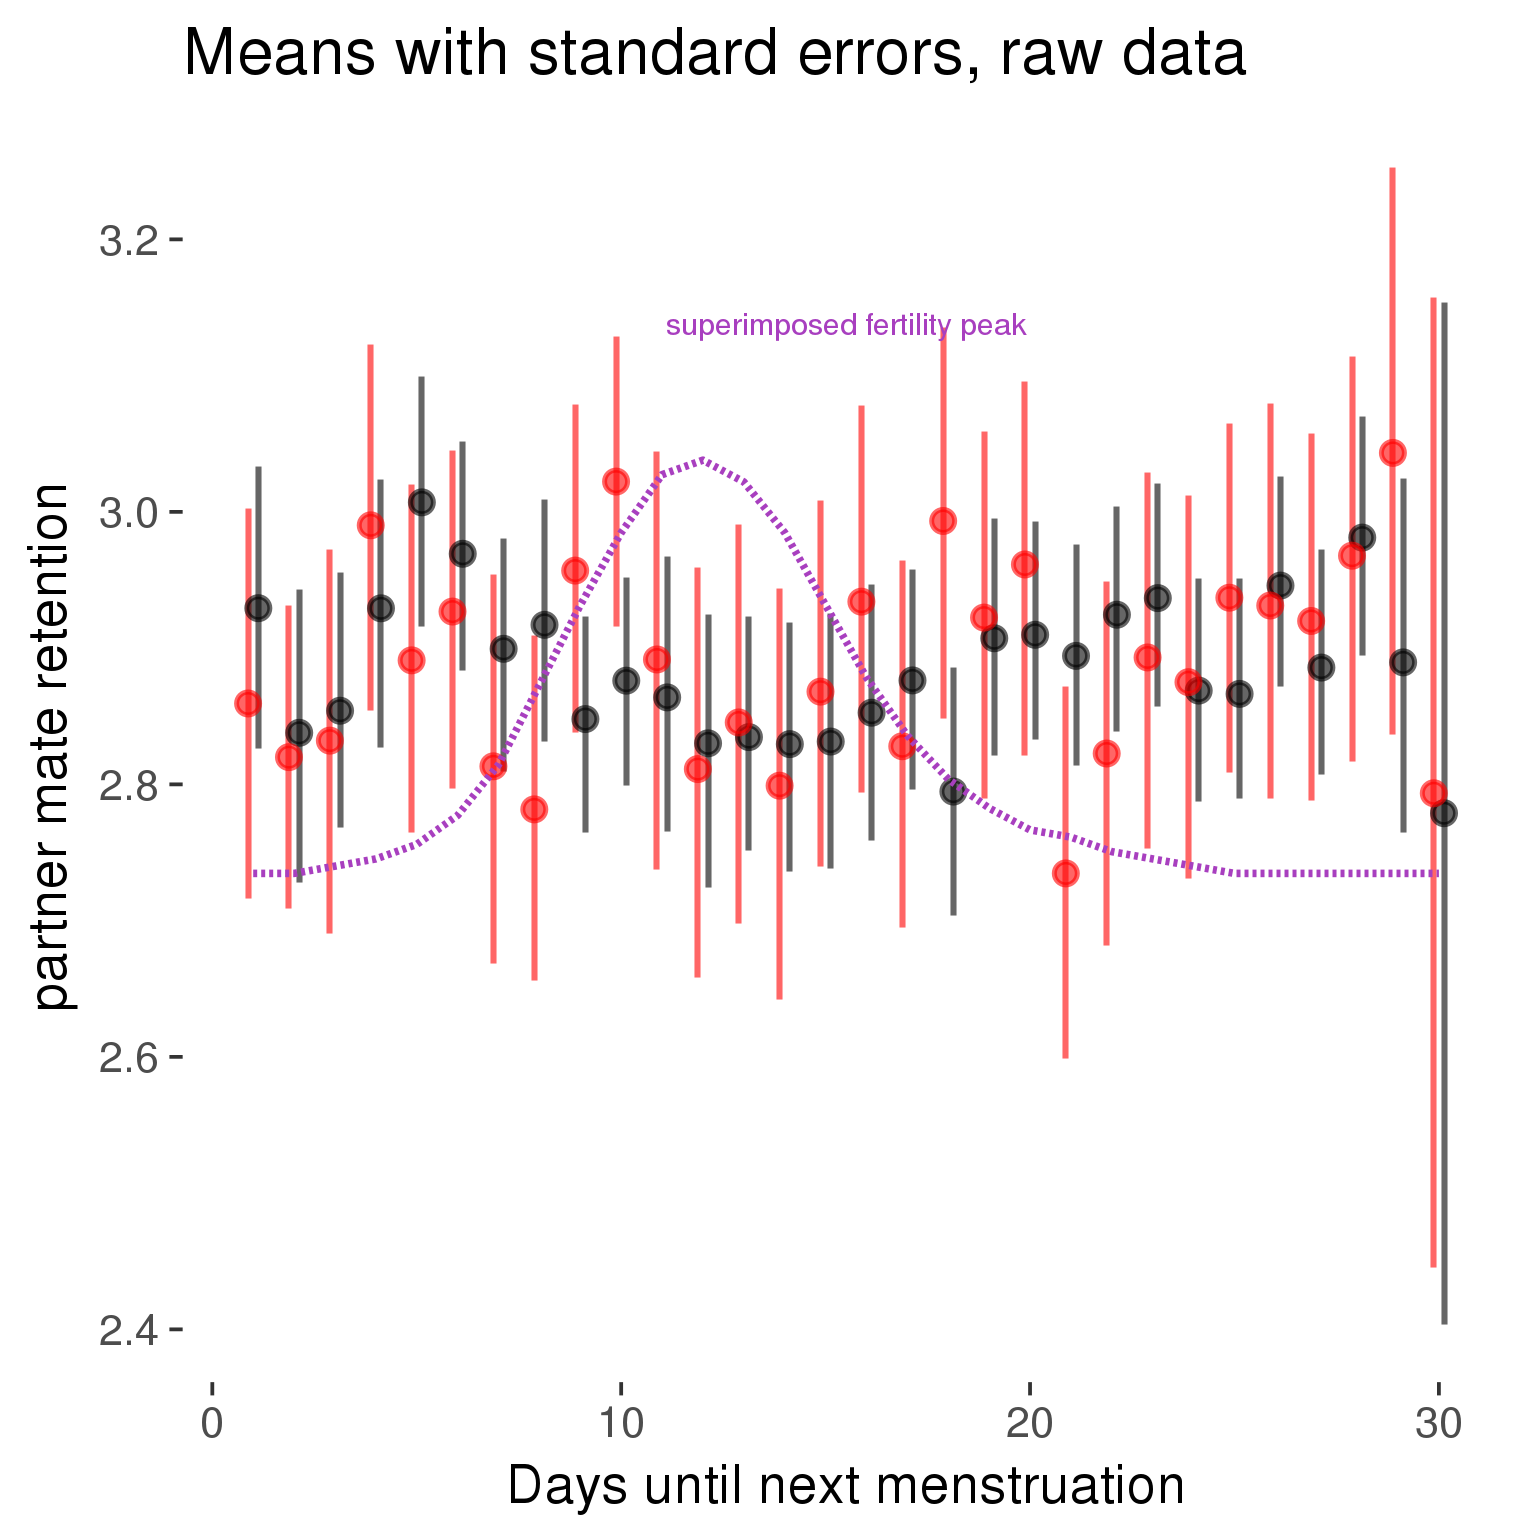 Means with standard errors, raw data
partner mate retention
3.2
3.0
2.8
2.6
2.4
superimposed fertility peak
0
10
20
30
Days until next menstruation